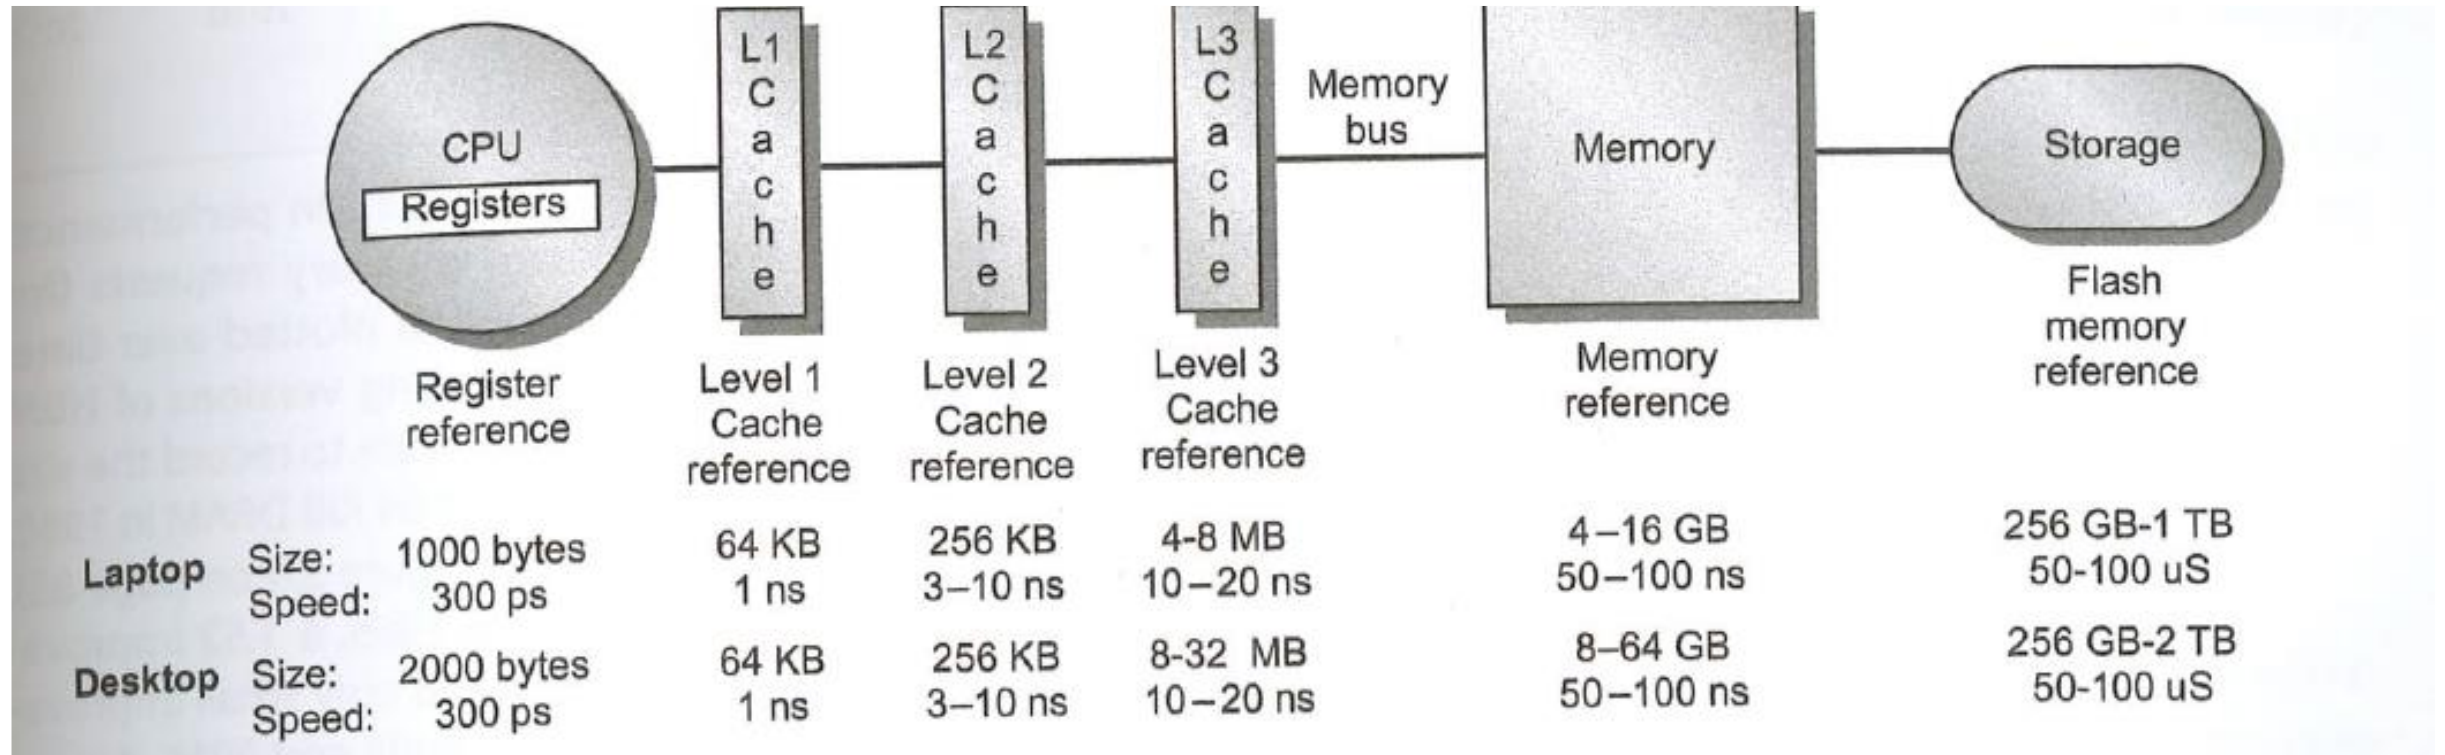 L1
C
a
c
h
e
L2
C
a
c
h
e
L3
C
a
c
h
e
CPU
Registers
Memory
bus
Memory
Storage
Register
reference
Level 1
Cache
reference
Level 2
Cache
reference
Level 3
Cache
reference
Memory
reference
Flash
memory
reference
Laptop Size: 1000 bytes 64 KB 256 KB 4-8 MB 4–16 GB 256 GB-1 TB
Speed: 300 ps 1 ns 3–10 ns 10–20 ns 50–100 ns 50-100 uS
Desktop Size: 2000 bytes 64 KB 256 KB 8-32 MB 8–64 GB 256 GB-2 TB
Speed: 300 ps 1 ns 3–10 ns 10–20 ns 50–100 ns 50-100 uS